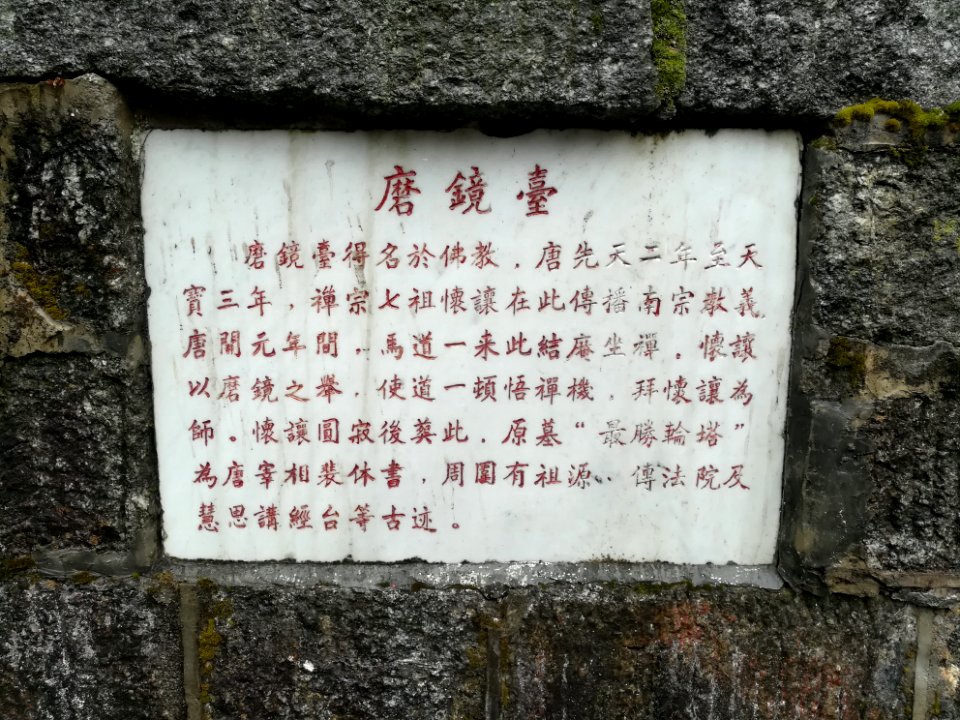 磨鏡臺
磨鏡臺得名於佛教，唐先天二年至天
寶三年，禪宗七祖懷讓在此傳播南宗教義，
唐開元年間，馬道一来此結庵坐禪。懷讓
以磨鏡之舉，使道一頓悟禪機，拜懷讓為
師。懷讓圓寂後葬此，原墓“最勝輪塔”
為唐宰相裴休書，周圍有祖源、傳法院及
慧思講經台等古迹。